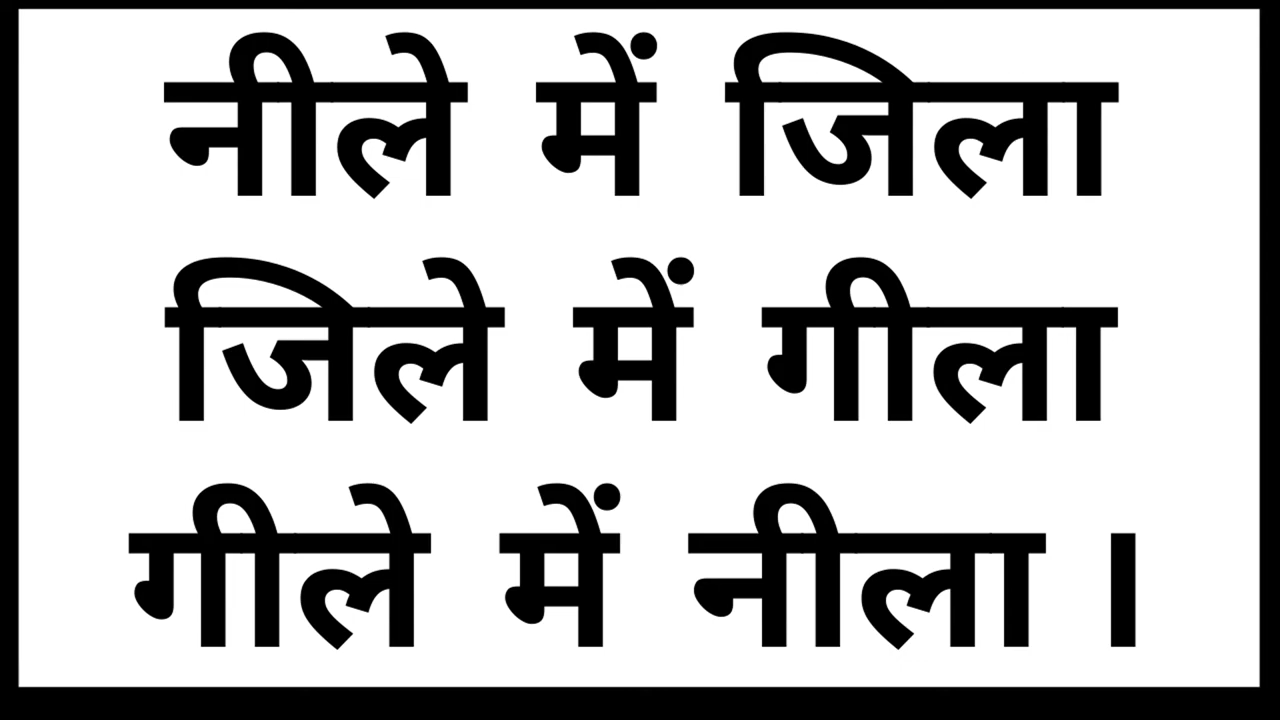 नीले में जिला
जिले में गीला
गीले में नीला ।